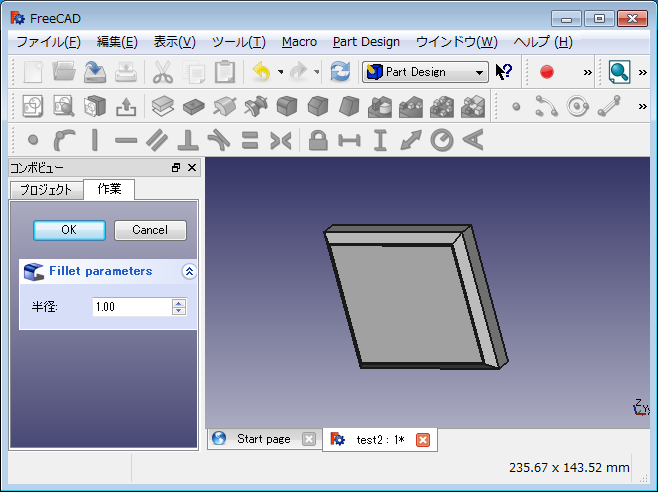 FreeCAD
ファイル(F) 編集(E) 表示(V) ツール(T) Macro Part Design ウインドウ(W) ヘルプ (H)
Part Design
コンボビュー
プロジェクト 作業
OK Cancel
Fillet parameters
半径: 1.00
Start page test2 : 1*
235.67 x 143.52 mm